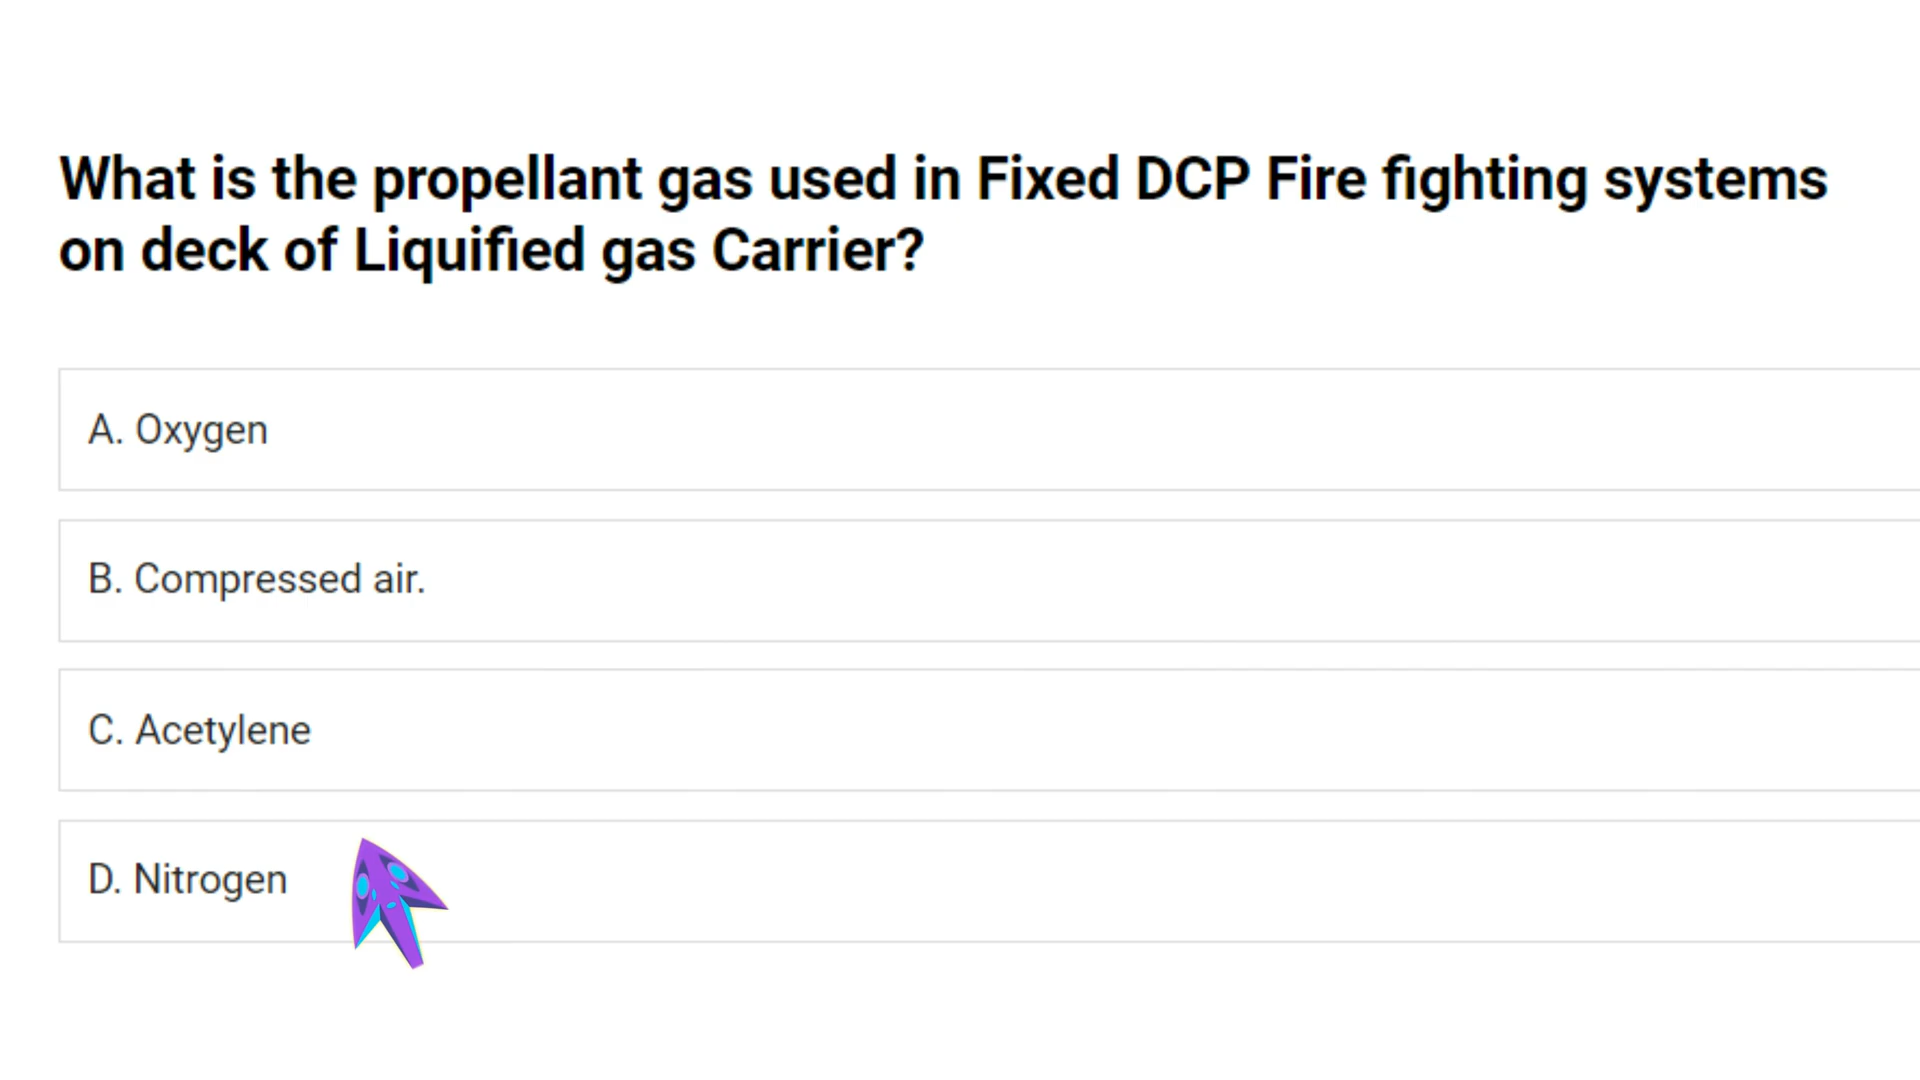 What is the propellant gas used in Fixed DCP Fire fighting systems
on deck of Liquified gas Carrier?
A. Oxygen
B. Compressed air.
C. Acetylene
D. Nitrogen